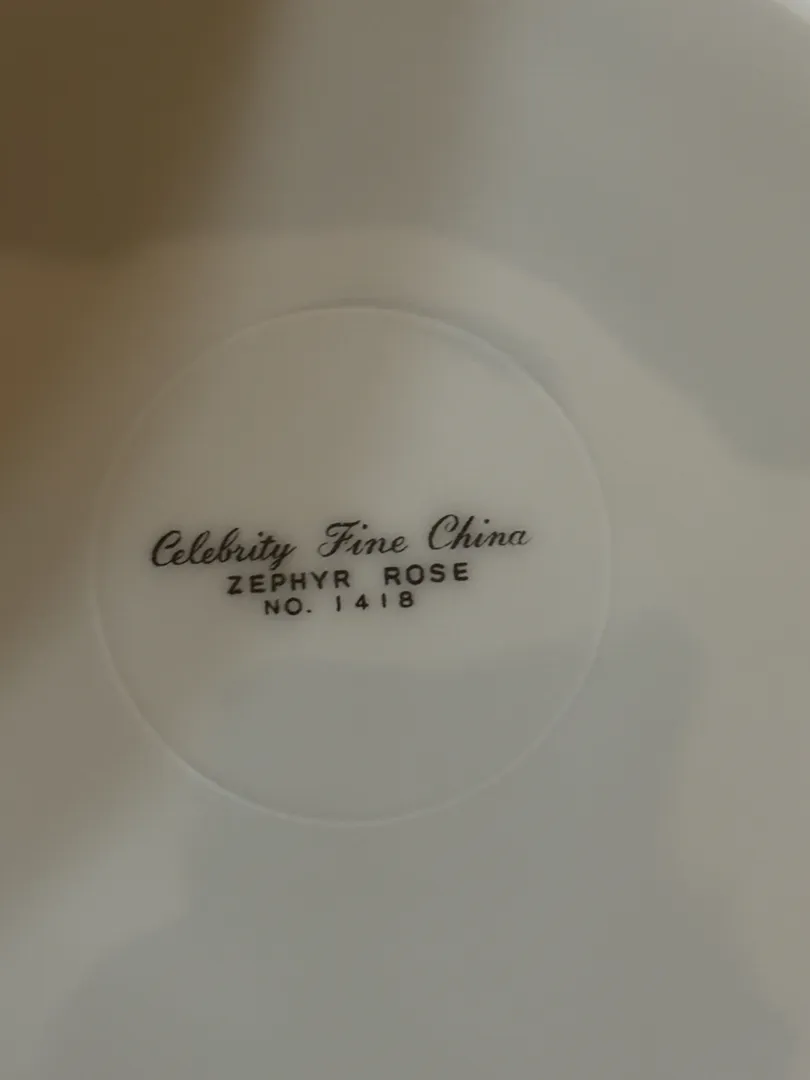 Celebrity Fine China
ZEPHYR ROSE
NO. 1418